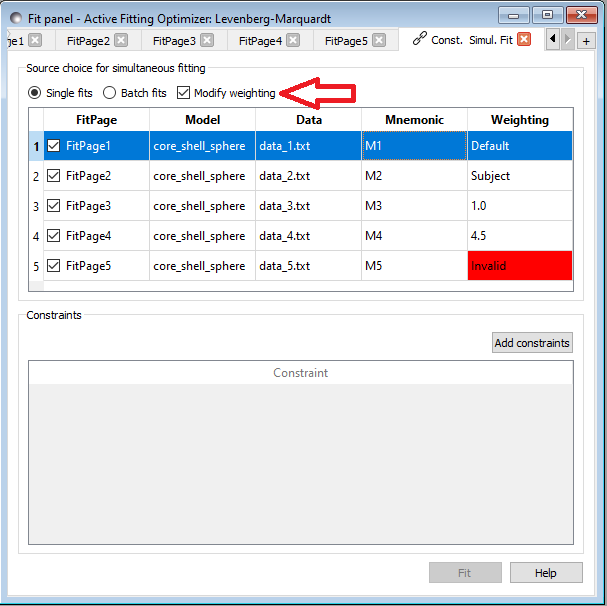 Fit panel - Active Fitting Optimizer: Levenberg-Marquardt
ge1 FitPage2 FitPage3 FitPage4 FitPage5 Const. Simul. Fit +
Source choice for simultaneous fitting
Single fits Batch fits Modify weighting
FitPage Model Data Mnemonic Weighting
1 FitPage1 core_shell_sphere data_1.txt M1 Default
2 FitPage2 core_shell_sphere data_2.txt M2 Subject
3 FitPage3 core_shell_sphere data_3.txt M3 1.0
4 FitPage4 core_shell_sphere data_4.txt M4 4.5
5 FitPage5 core_shell_sphere data_5.txt M5 Invalid
Constraints
Add constraints
Constraint
Fit Help